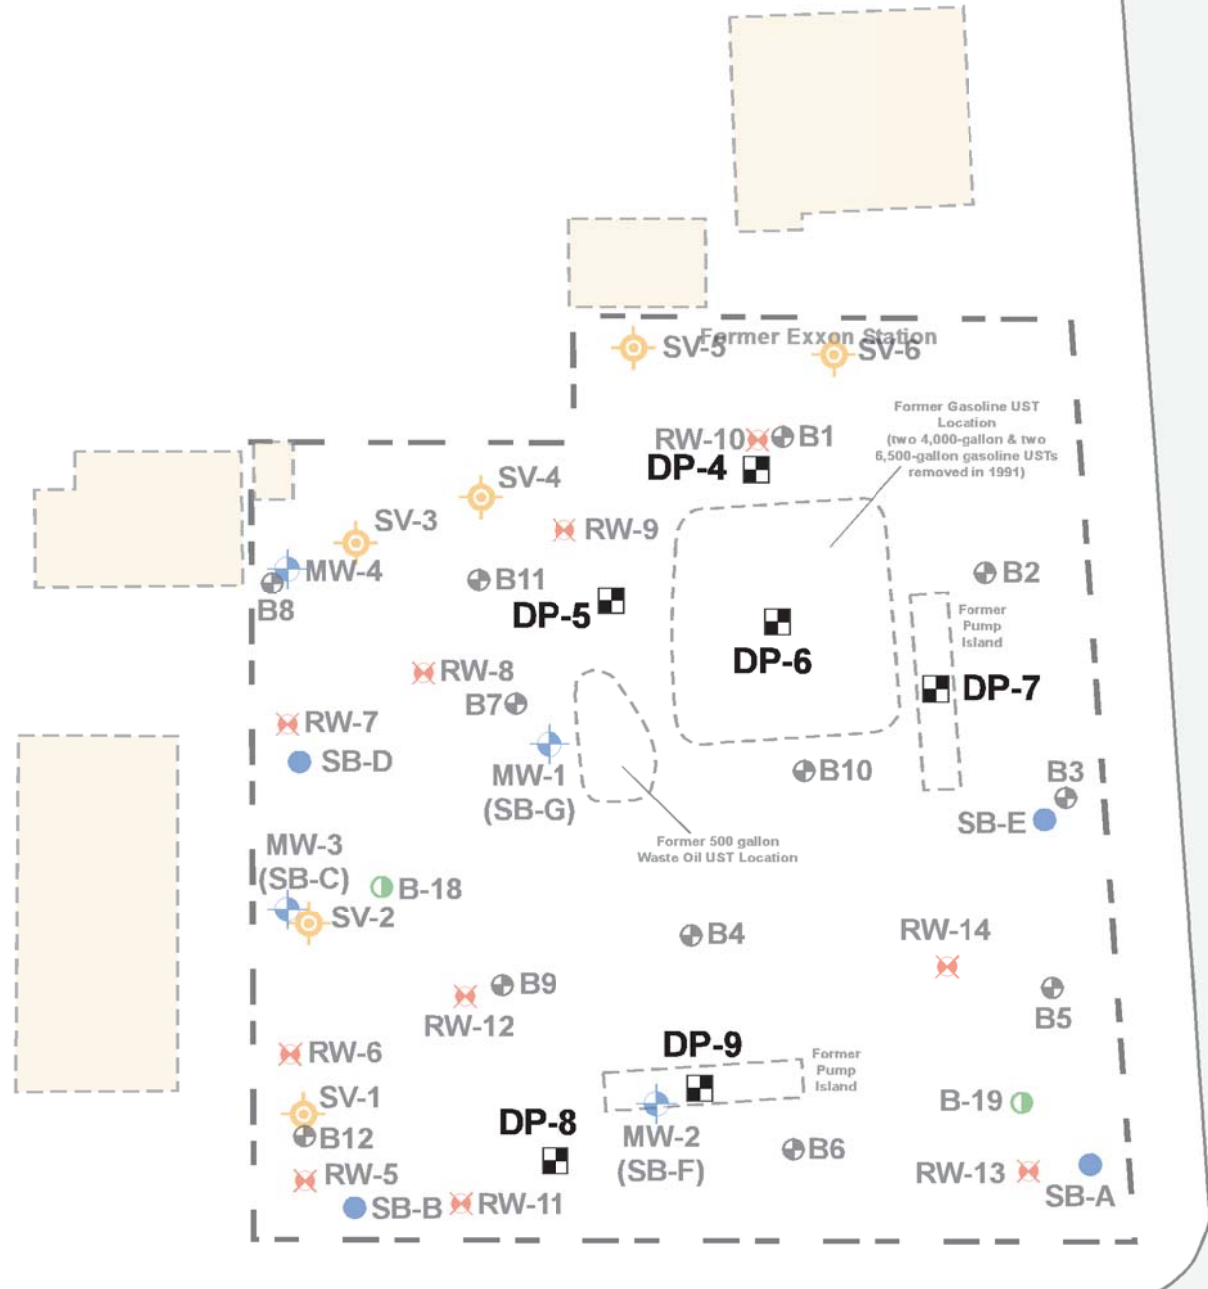 Former Exxon Station
SV-5
SV-6
Former Gasoline UST
Location
(two 4,000-gallon & two
6,500-gallon gasoline USTs
removed in 1991)
RW-10
B1
DP-4
SV-4
SV-3
RW-9
MW-4
B8
B11
B2
DP-5
Former
Pump
Island
DP-6
RW-8
DP-7
B7
RW-7
SB-D
MW-1
(SB-G)
B10
B3
SB-E
Former 500 gallon
Waste Oil UST Location
MW-3
(SB-C)
B-18
SV-2
B4
RW-14
B9
RW-12
B5
RW-6
DP-9
Former
Pump
Island
SV-1
B-19
DP-8
B12
MW-2
(SB-F)
B6
RW-5
RW-13
SB-A
SB-B
RW-11